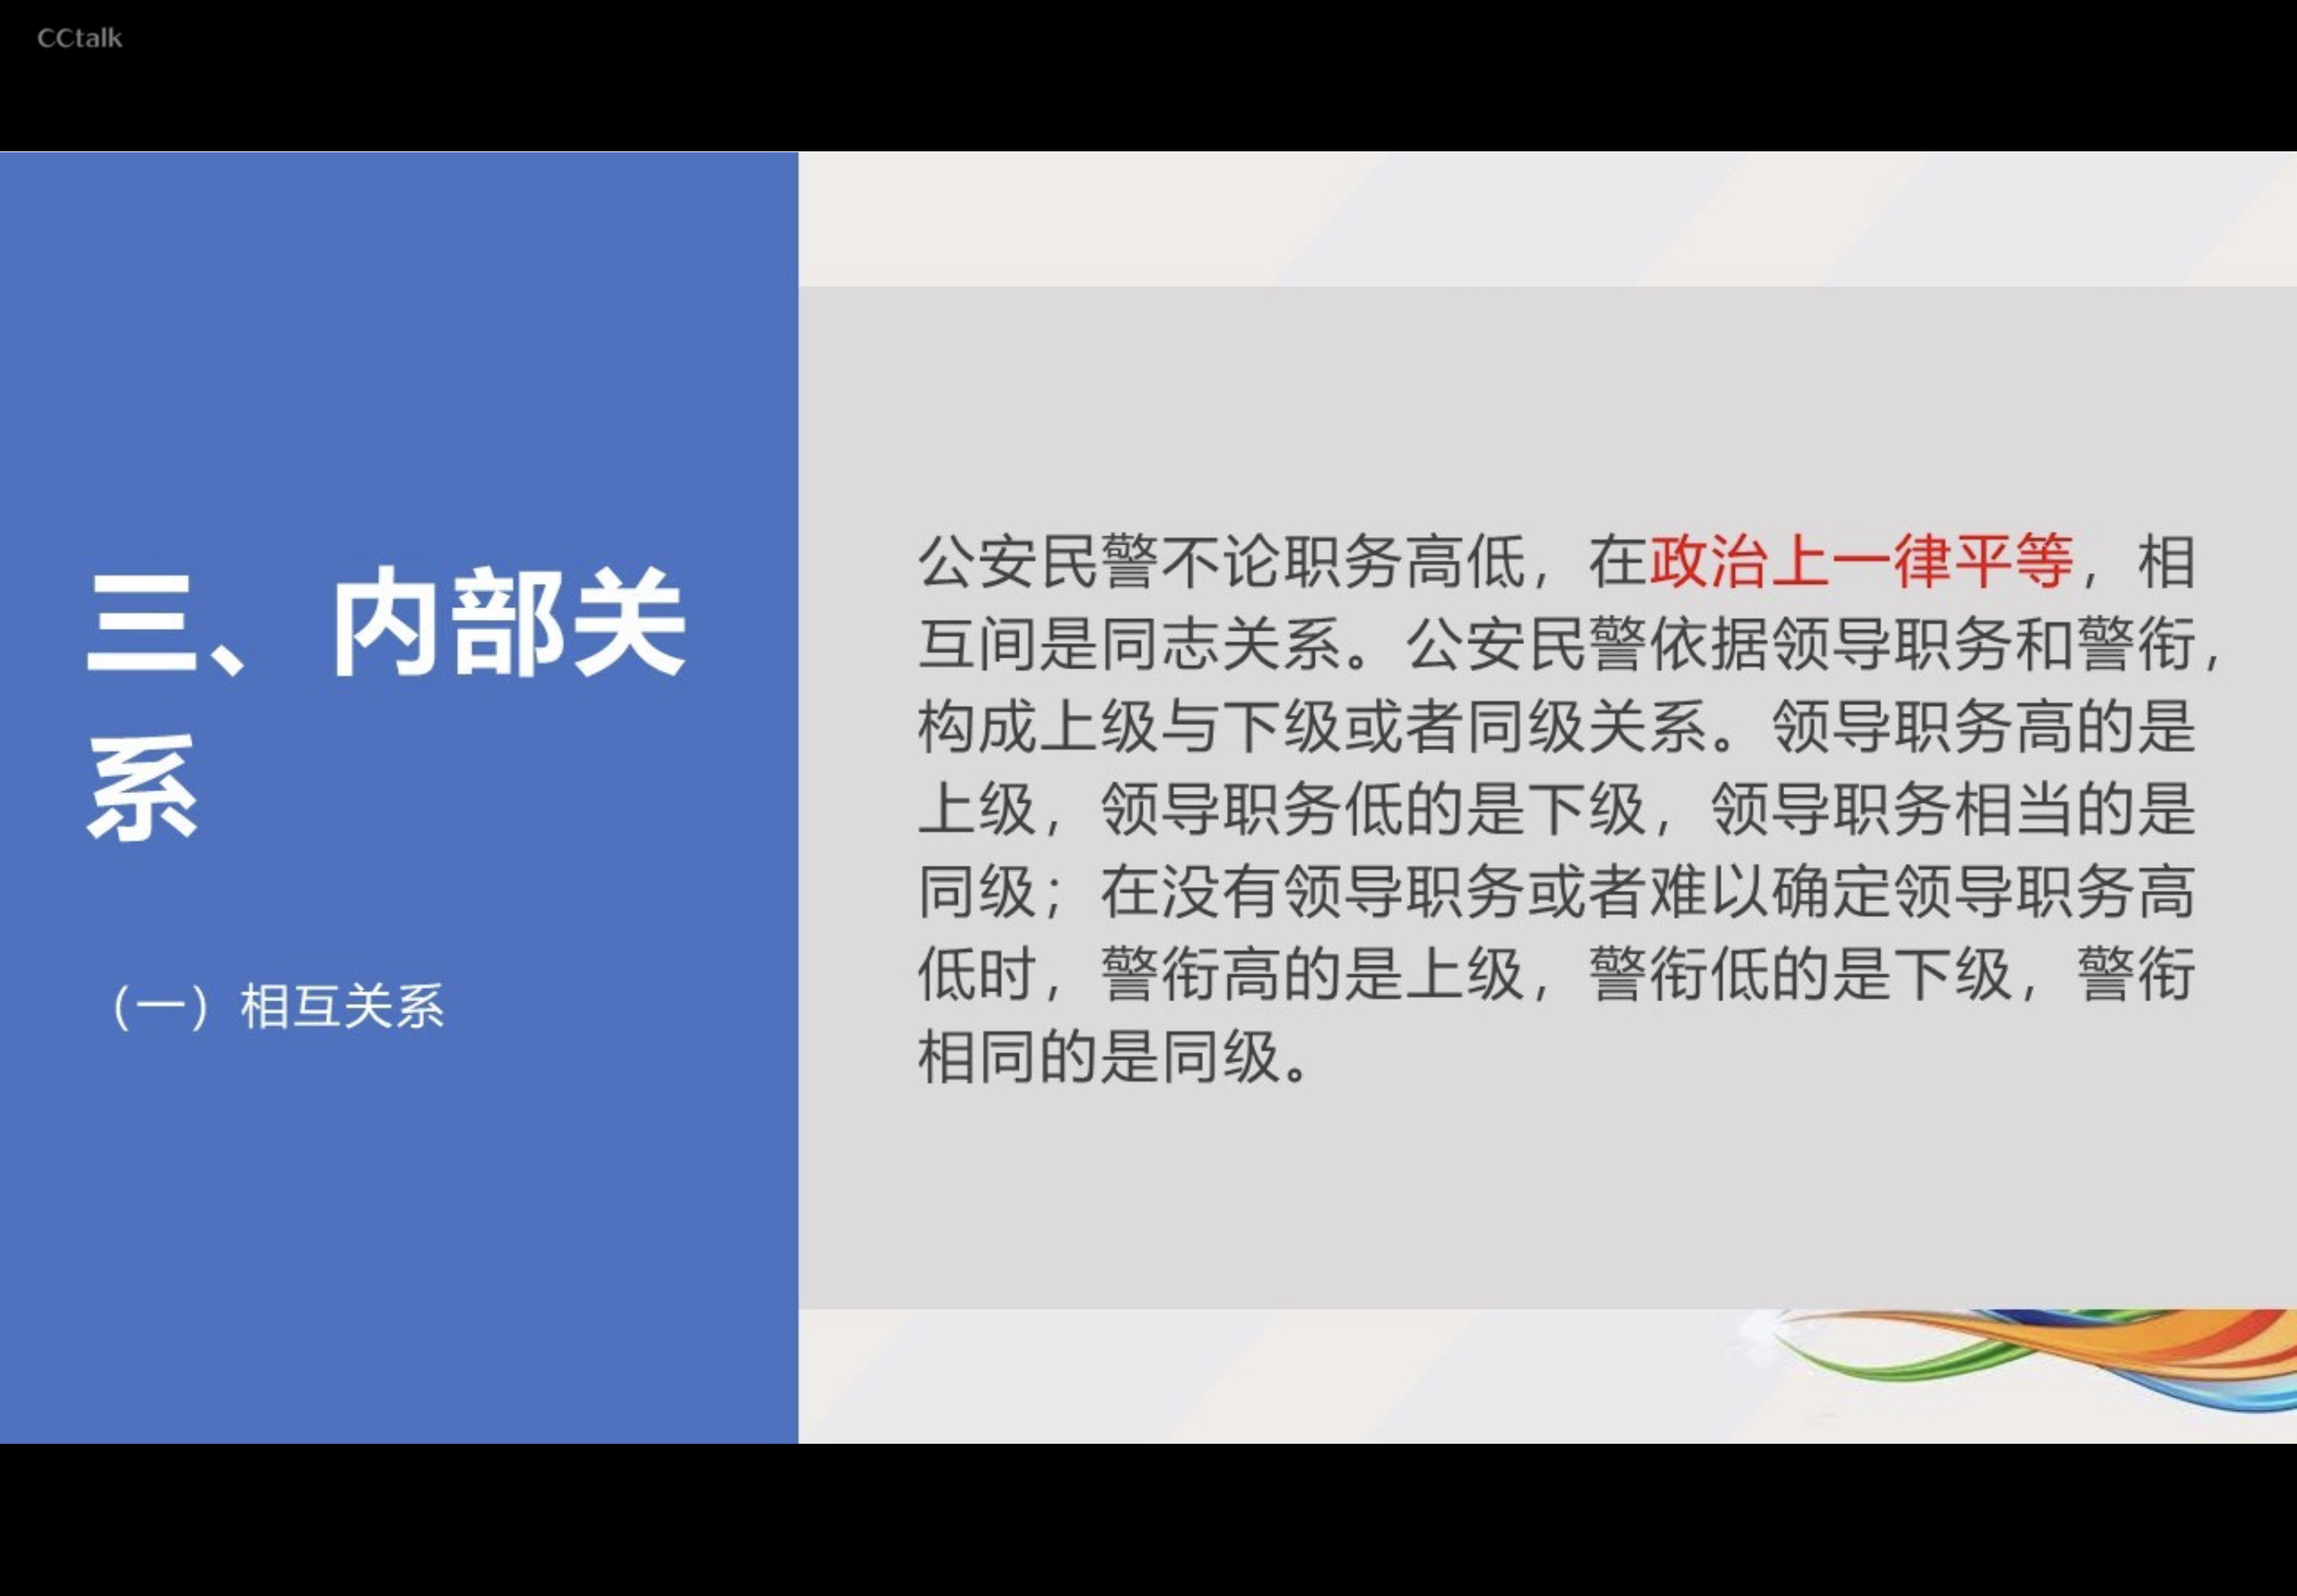 CCtalk
三、内部关
系
（一）相互关系
公安民警不论职务高低，在政治上一律平等，相
互间是同志关系。公安民警依据领导职务和警衔，
构成上级与下级或者同级关系。领导职务高的是
上级，领导职务低的是下级，领导职务相当的是
同级；在没有领导职务或者难以确定领导职务高
低时，警衔高的是上级，警衔低的是下级，警衔
相同的是同级。